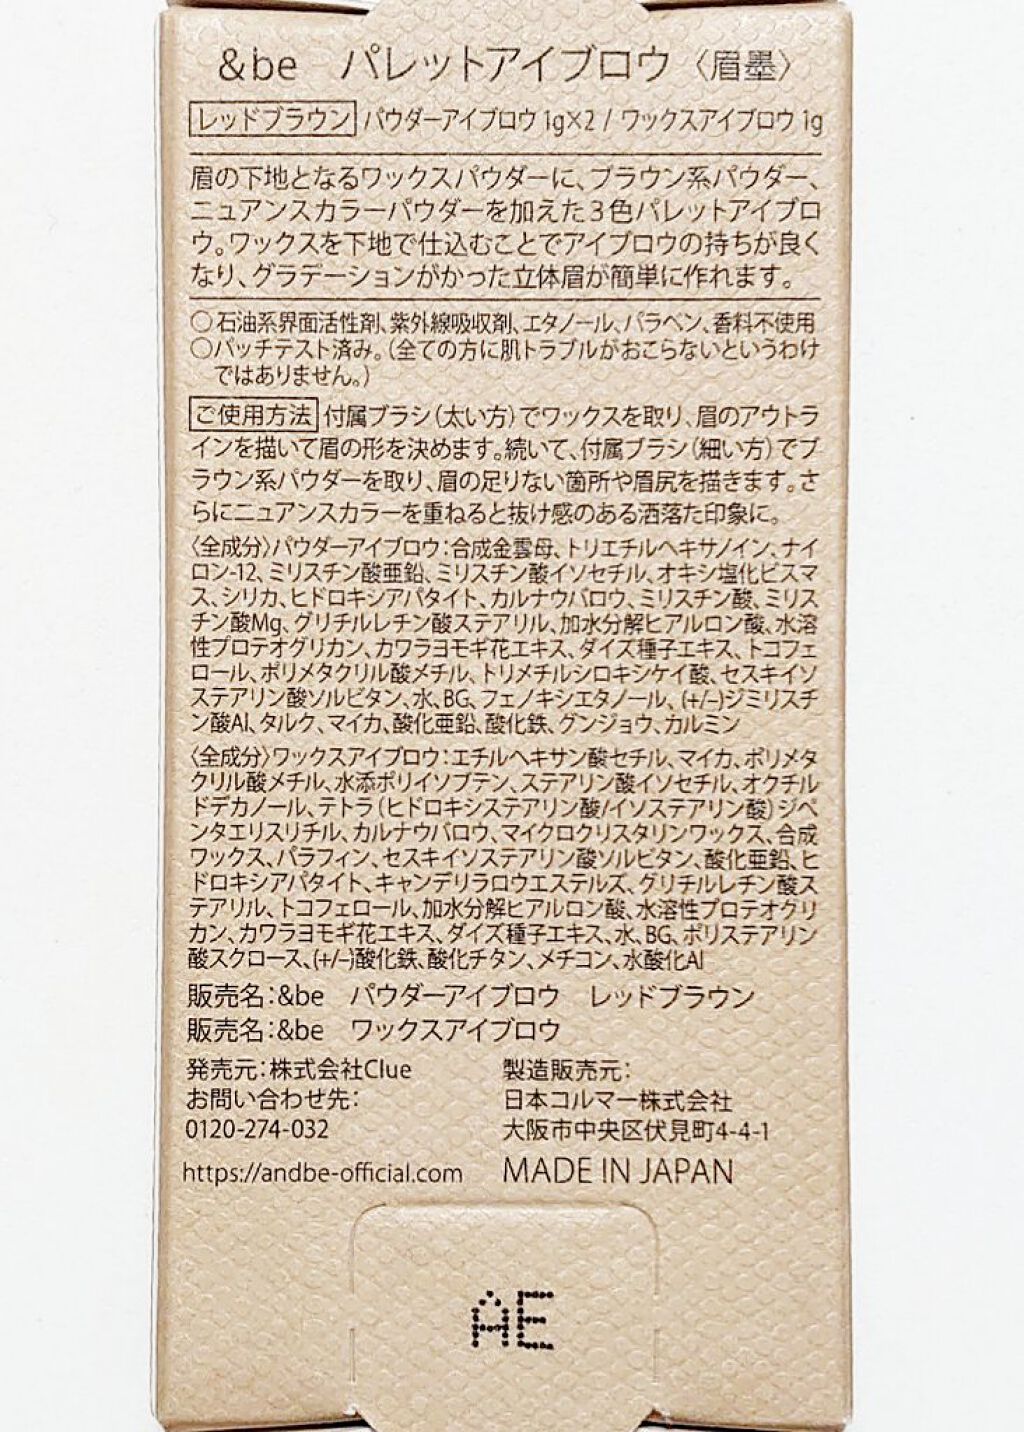 &be パレットアイブロウ〈眉墨〉
レッドブラウン パウダーアイブロウ 1g×2 / ワックスアイブロウ 1g
眉の下地となるワックスパウダーに、ブラウン系パウダー、
ニュアンスカラーパウダーを加えた3色パレットアイブロ
ウ。ワックスを下地で仕込むことでアイブロウの持ちが良く
なり、グラデーションがかった立体眉が簡単に作れます。
○石油系界面活性剤、紫外線吸収剤、エタノール、パラベン、香料不使用
○パッチテスト済み。(全ての方に肌トラブルがおこらないというわけ
ではありません。)
ご使用方法 付属ブラシ(太い方)でワックスを取り、眉のアウトラ
インを描いて眉の形を決めます。続いて、付属ブラシ(細い方)でブ
ラウン系パウダーを取り、眉の足りない箇所や眉尻を描きます。さ
らにニュアンスカラーを重ねると抜け感のある洒落た印象に。
〈全成分〉パウダーアイブロウ:合成金雲母、トリエチルヘキサノイン、ナイ
ロン-12、ミリスチン酸亜鉛、ミリスチン酸イソセチル、オキシ塩化ビスマ
ス、シリカ、ヒドロキシアパタイト、カルナウバロウ、ミリスチン酸、ミリス
チン酸Mg、グリチルレチン酸ステアリル、加水分解ヒアルロン酸、水溶
性プロテオグリカン、カワラヨモギ花エキス、ダイズ種子エキス、トコフェ
ロール、ポリメタクリル酸メチル、トリメチルシロキシケイ酸、セスキイソ
ステアリン酸ソルビタン、水、BG、フェノキシエタノール、(+/−)ジミリスチ
ン酸Al、タルク、マイカ、酸化亜鉛、酸化鉄、グンジョウ、カルミン
〈全成分〉ワックスアイブロウ:エチルヘキサン酸セチル、マイカ、ポリメタ
クリル酸メチル、水添ポリイソブテン、ステアリン酸イソセチル、オクチル
ドデカノール、テトラ(ヒドロキシステアリン酸/イソステアリン酸)ジペ
ンタエリスリチル、カルナウバロウ、マイクロクリスタリンワックス、合成
ワックス、パラフィン、セスキイソステアリン酸ソルビタン、酸化亜鉛、ヒ
ドロキシアパタイト、キャンデリラロウエステルズ、グリチルレチン酸ス
テアリル、トコフェロール、加水分解ヒアルロン酸、水溶性プロテオグリ
カン、カワラヨモギ花エキス、ダイズ種子エキス、水、BG、ポリステアリン
酸スクロース、(+/−)酸化鉄、酸化チタン、メチコン、水酸化Al
販売名:&be パウダーアイブロウ レッドブラウン
販売名:&be ワックスアイブロウ
発売元:株式会社Clue
お問い合わせ先:
0120-274-032
https://andbe-official.com
製造販売元:
日本コルマー株式会社
大阪市中央区伏見町4-4-1
MADE IN JAPAN
AE